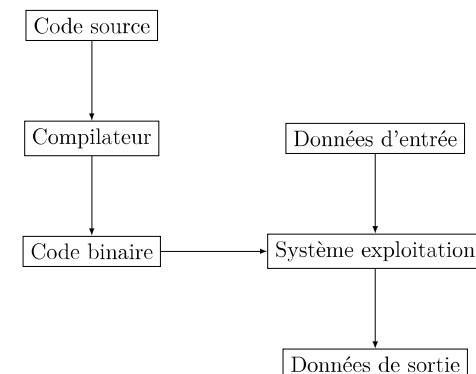 Code source
Compilateur
Données d'entrée
Code binaire
Système exploitation
Données de sortie